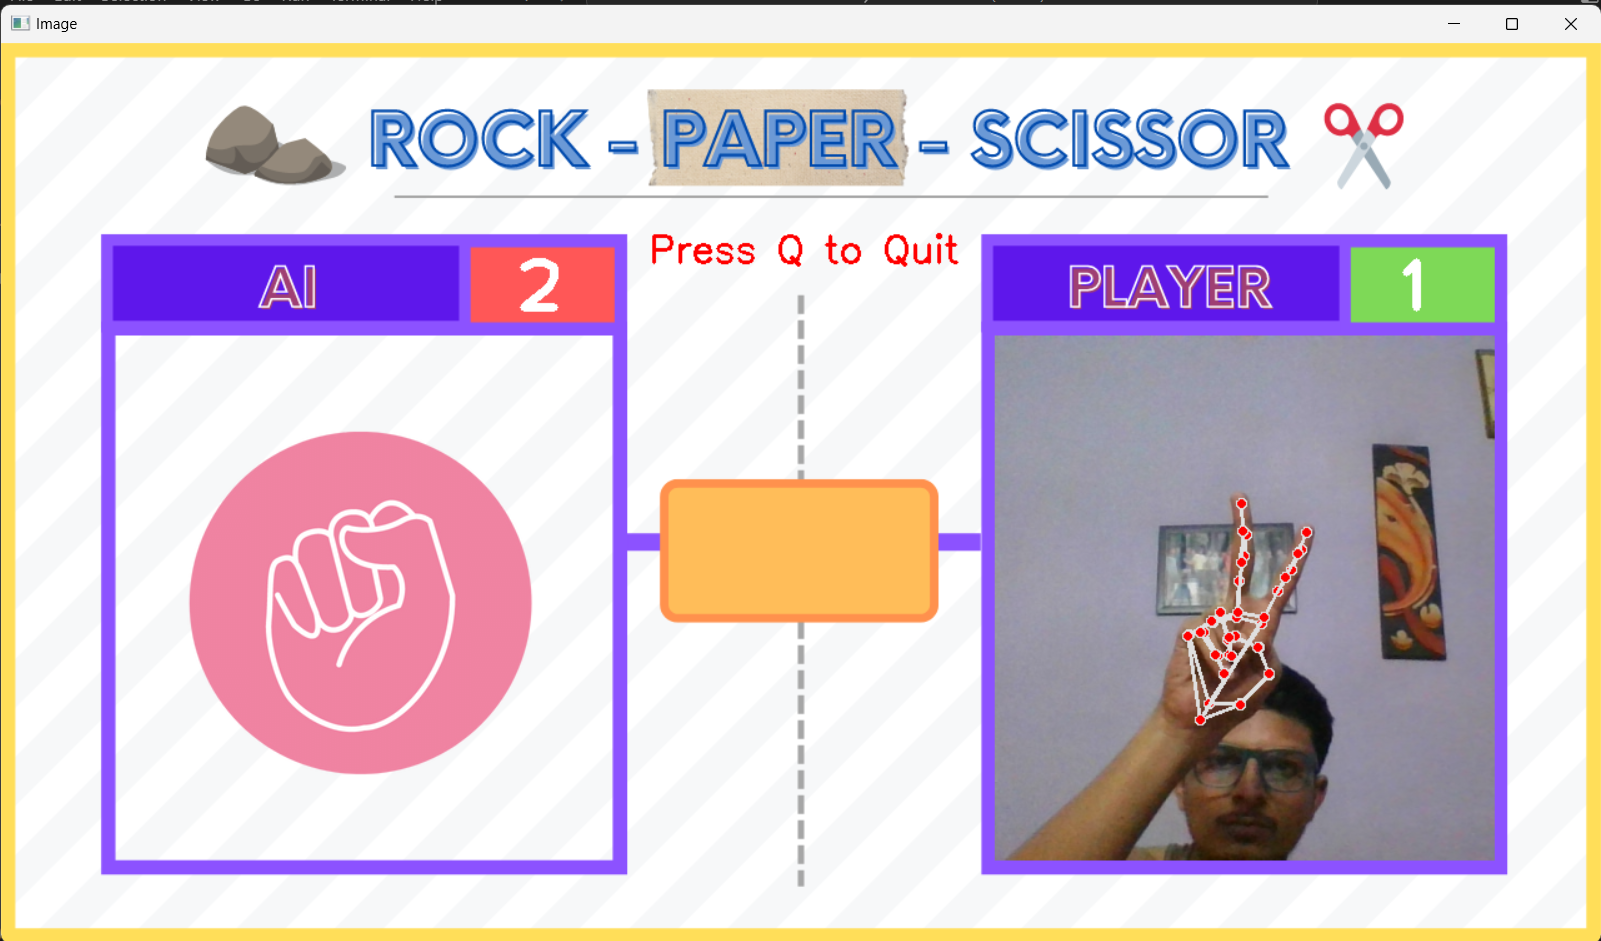 Image
ROCK - PAPER - SCISSOR
Press Q to Quit
AI 2
PLAYER 1